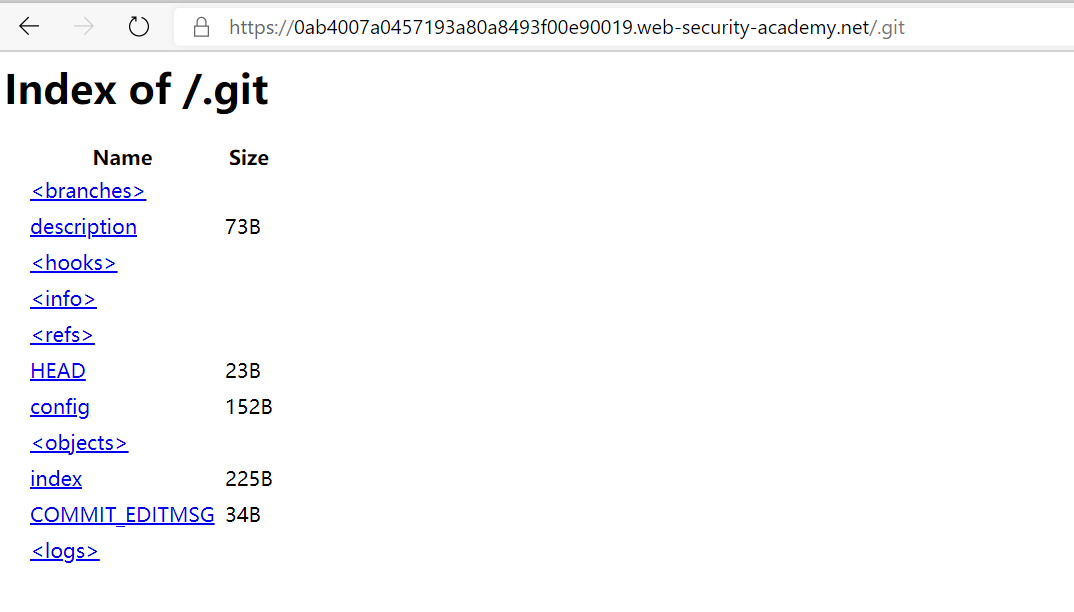 https://0ab4007a0457193a80a8493f00e90019.web-security-academy.net/.git
Index of /.git
Name Size
<branches>
description 73B
<hooks>
<info>
<refs>
HEAD 23B
config 152B
<objects>
index 225B
COMMIT_EDITMSG 34B
<logs>